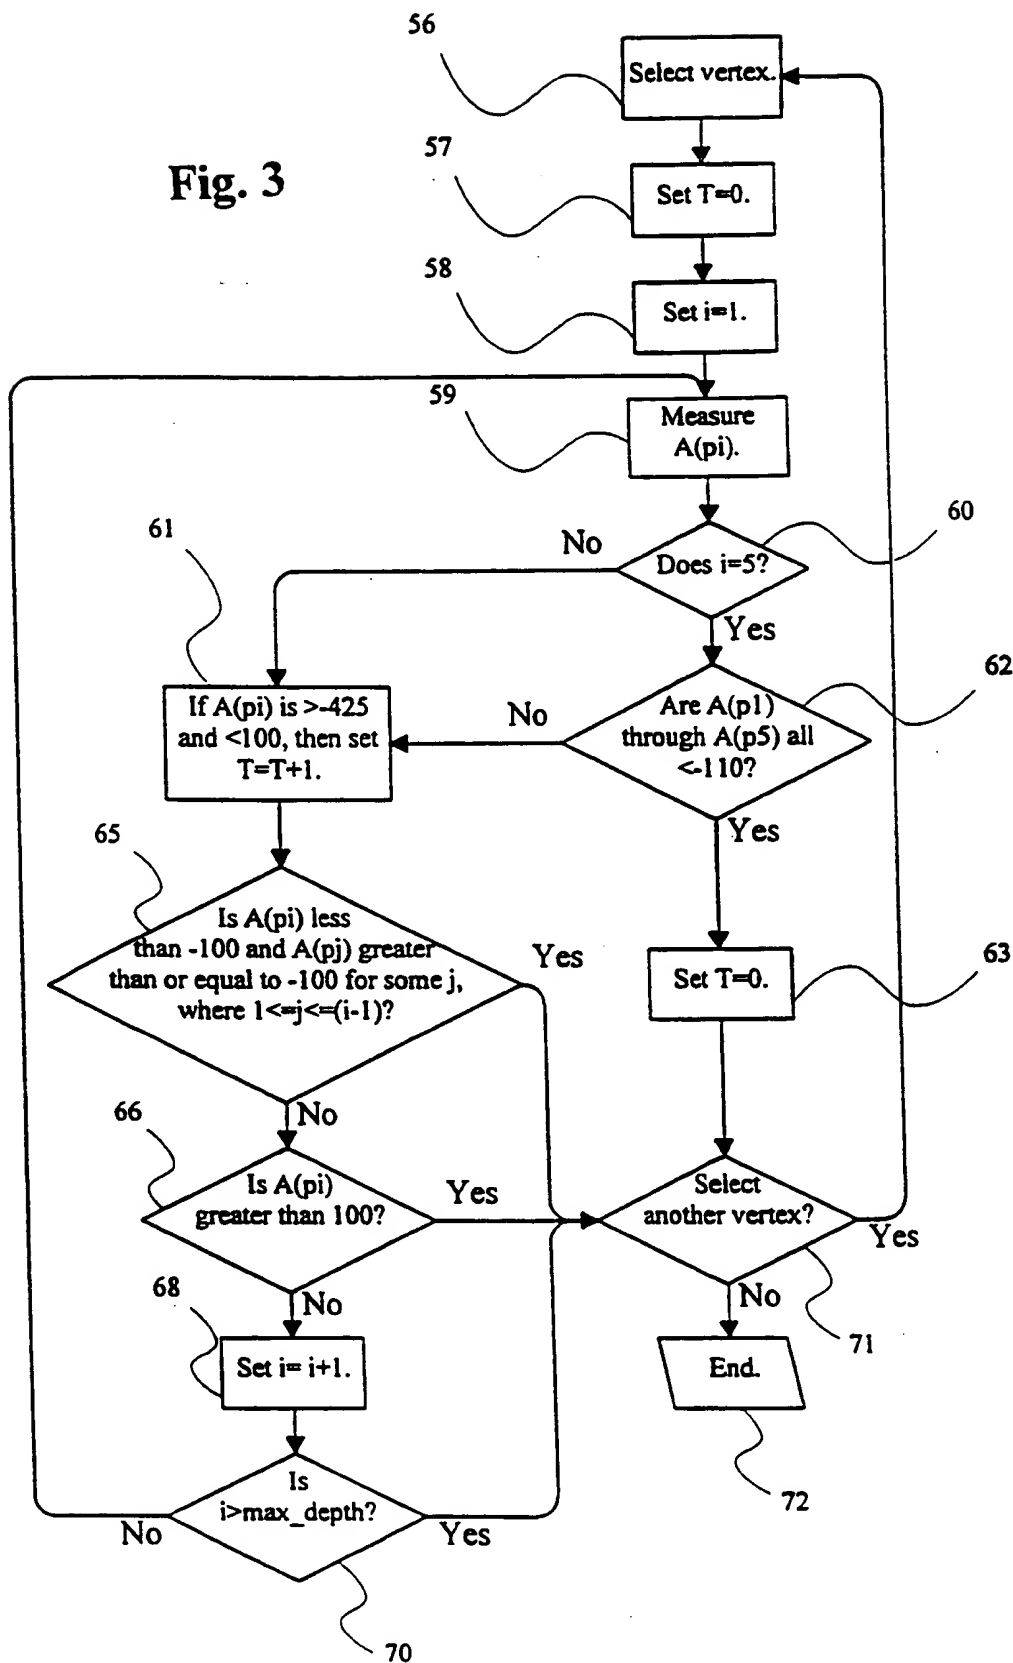 56
Select vertex.
57
Fig. 3
Set T=0.
58
Set i=1.
59
Measure
A(pi).
60
No
Does i=5?
Yes
61
62
If A(pi) is >-425
and <100, then set
T=T+1.
No
Are A(p1)
through A(p5) all
<-110?
Yes
65
Is A(pi) less
than -100 and A(pj) greater
than or equal to -100 for some j,
where 1<=j<=(i-1)?
Yes
63
Set T=0.
No
66
Is A(pi)
greater than 100?
Yes
Select
another vertex?
Yes
No
68
No
71
Set i= i+1.
End.
72
Is
i>max_depth?
No
Yes
70